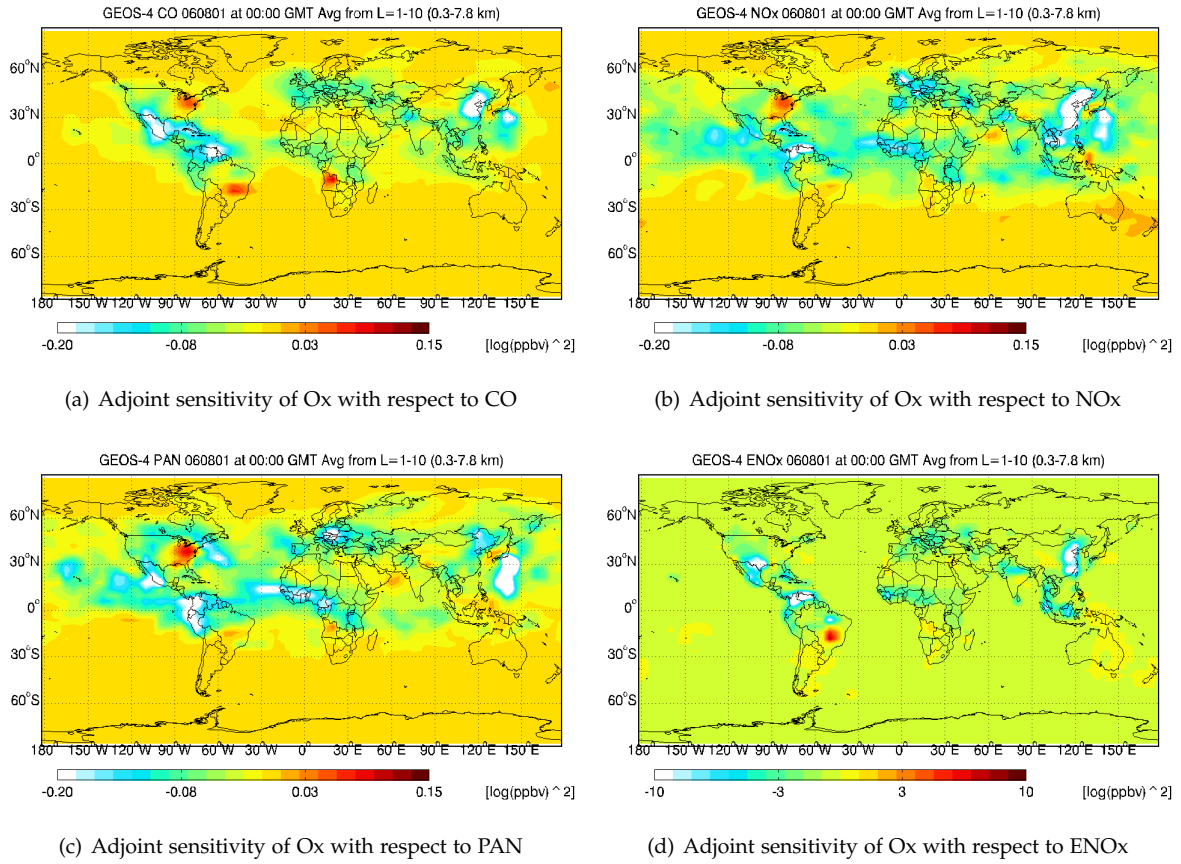 GEOS-4 CO 060801 at 00:00 GMT Avg from L=1-10 (0.3-7.8 km)
60°N
30°N
0°
30°S
60°S
180°W 150°W 120°W 90°W 60°W 30°W 0° 30°E 60°E 90°E 120°E 150°E
-0.20 -0.08 0.03 0.15 [log(ppbv)^2]
(a) Adjoint sensitivity of Ox with respect to CO
GEOS-4 NOx 060801 at 00:00 GMT Avg from L=1-10 (0.3-7.8 km)
60°N
30°N
0°
30°S
60°S
180°W 150°W 120°W 90°W 60°W 30°W 0° 30°E 60°E 90°E 120°E 150°E
-0.20 -0.08 0.03 0.15 [log(ppbv)^2]
(b) Adjoint sensitivity of Ox with respect to NOx
GEOS-4 PAN 060801 at 00:00 GMT Avg from L=1-10 (0.3-7.8 km)
60°N
30°N
0°
30°S
60°S
180°W 150°W 120°W 90°W 60°W 30°W 0° 30°E 60°E 90°E 120°E 150°E
-0.20 -0.08 0.03 0.15 [log(ppbv)^2]
(c) Adjoint sensitivity of Ox with respect to PAN
GEOS-4 ENOx 060801 at 00:00 GMT Avg from L=1-10 (0.3-7.8 km)
60°N
30°N
0°
30°S
60°S
180°W 150°W 120°W 90°W 60°W 30°W 0° 30°E 60°E 90°E 120°E 150°E
-10 -3 3 10 [log(ppbv)^2]
(d) Adjoint sensitivity of Ox with respect to ENOx